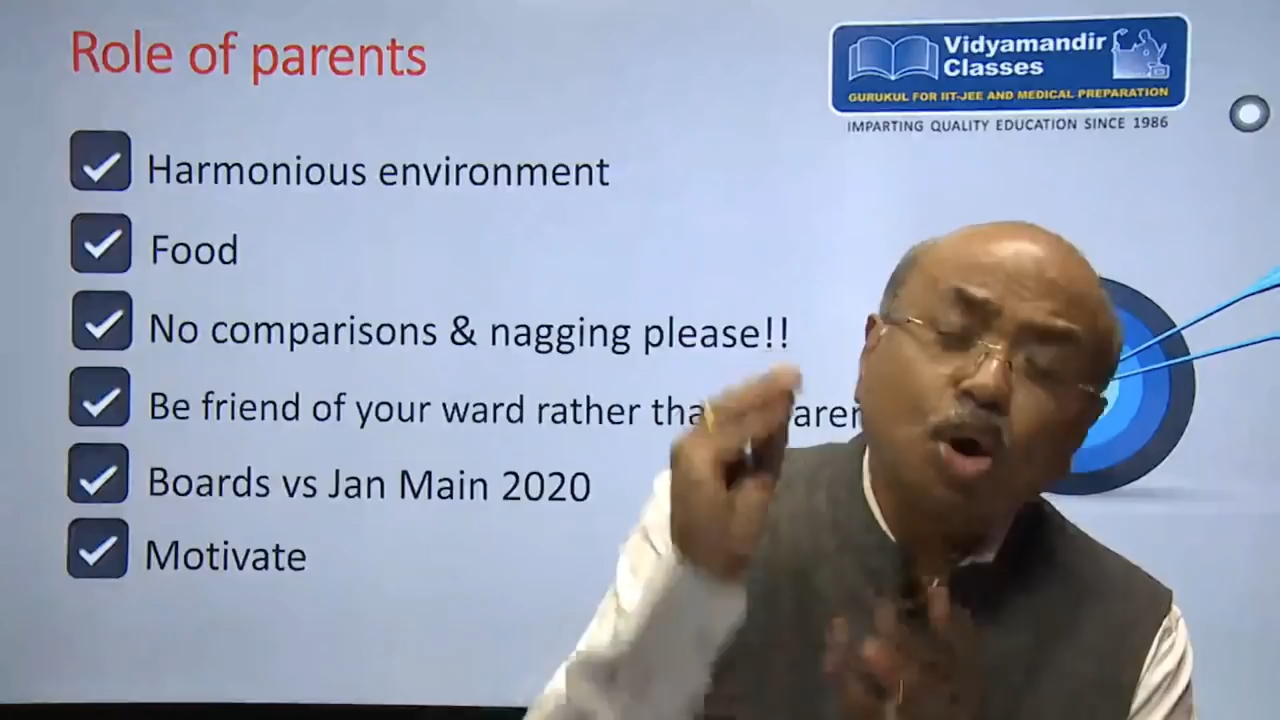 Role of parents
Vidyamandir
Classes
GURUKUL FOR IIT-JEE AND MEDICAL PREPARATION
IMPARTING QUALITY EDUCATION SINCE 1986
Harmonious environment
Food
No comparisons & nagging please!!
Be friend of your ward rather
Boards vs Jan Main 2020
Motivate